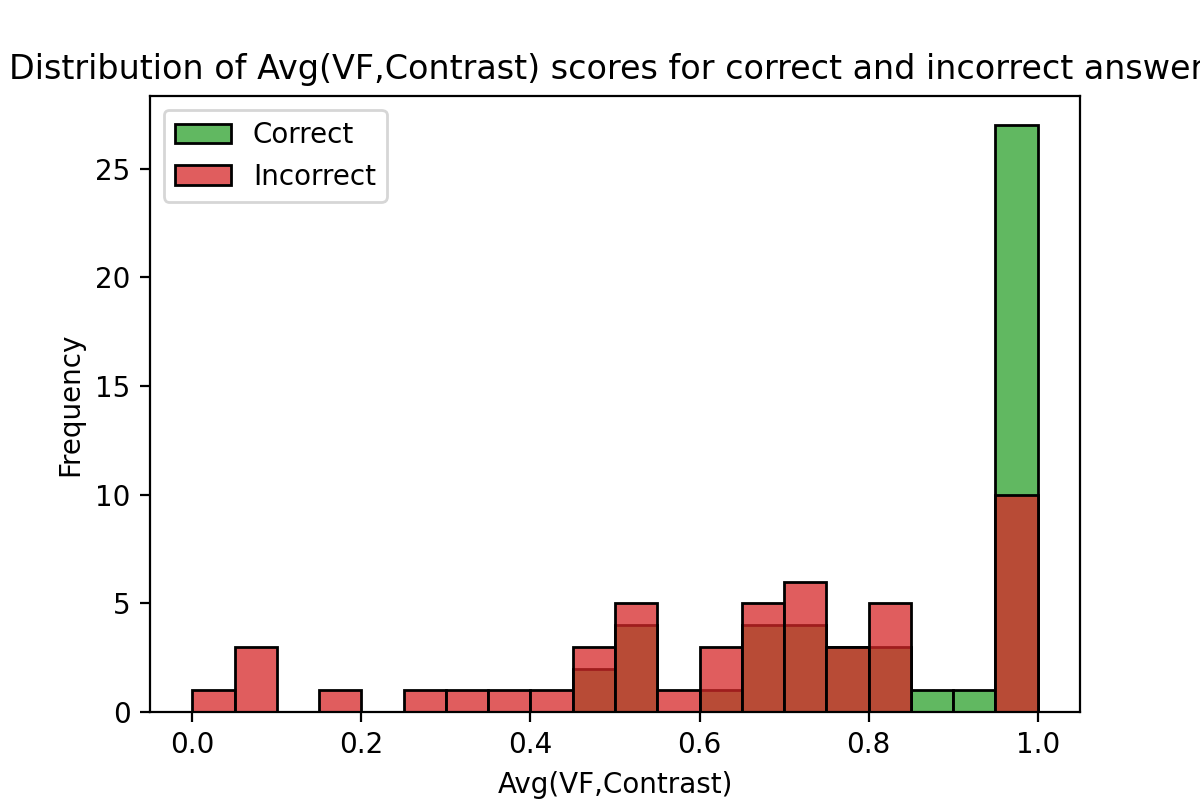 Distribution of Avg(VF,Contrast) scores for correct and incorrect answer
Correct
Incorrect
25
20
15
10
5
0
Frequency
0.0 0.2 0.4 0.6 0.8 1.0
Avg(VF,Contrast)